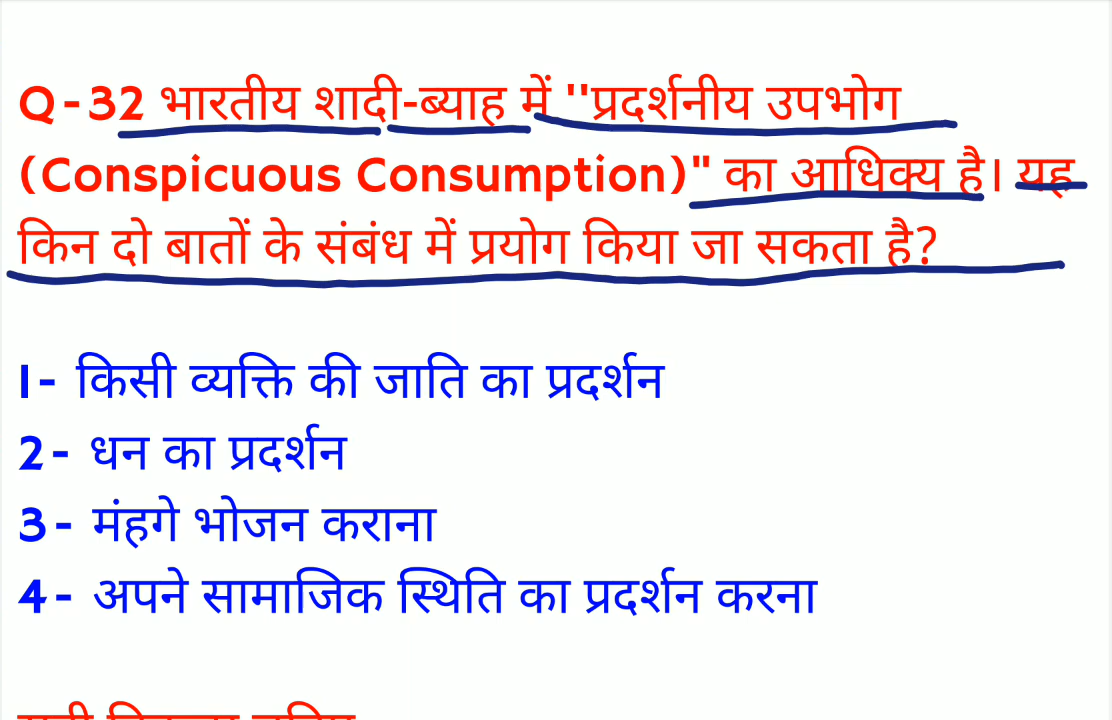 Q-32 भारतीय शादी-ब्याह में ''प्रदर्शनीय उपभोग
(Conspicuous Consumption)" का आधिक्य है। यह
किन दो बातों के संबंध में प्रयोग किया जा सकता है?
1- किसी व्यक्ति की जाति का प्रदर्शन
2- धन का प्रदर्शन
3- मंहगे भोजन कराना
4- अपने सामाजिक स्थिति का प्रदर्शन करना